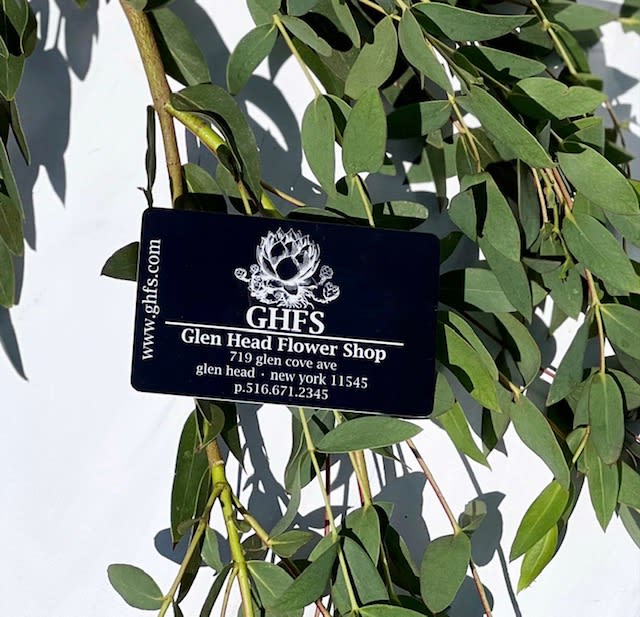 www.ghfs.com
GHFS
Glen Head Flower Shop
719 glen cove ave
glen head · new york 11545
p.516.671.2345